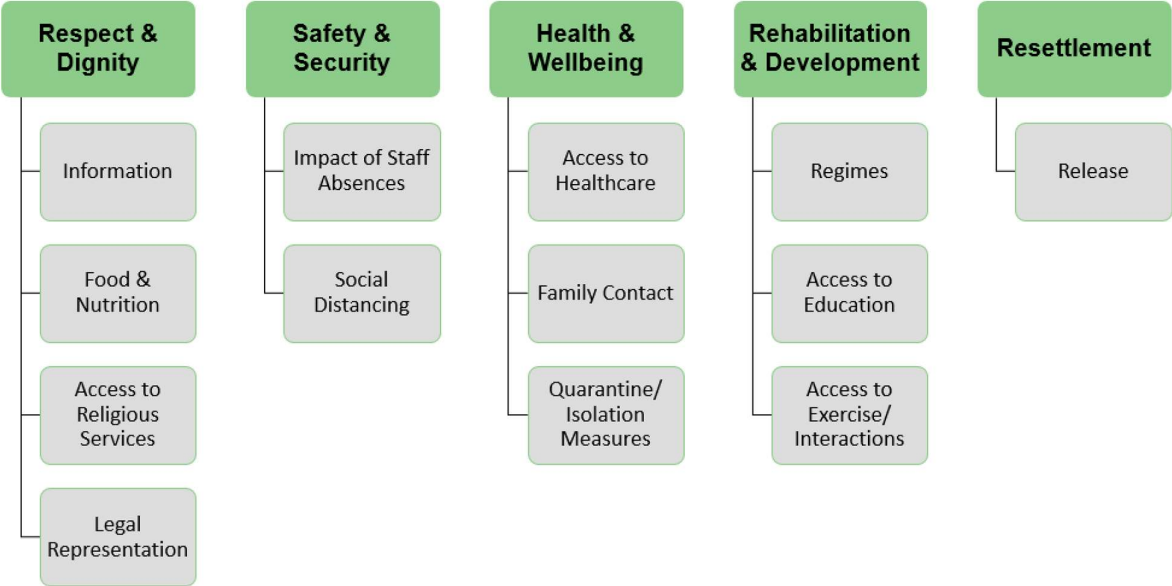 Respect &
Dignity
Information
Food &
Nutrition
Access to
Religious
Services
Legal
Representation
Safety &
Security
Impact of Staff
Absences
Social
Distancing
Health &
Wellbeing
Access to
Healthcare
Family Contact
Quarantine/
Isolation
Measures
Rehabilitation
& Development
Regimes
Access to
Education
Access to
Exercise/
Interactions
Resettlement
Release